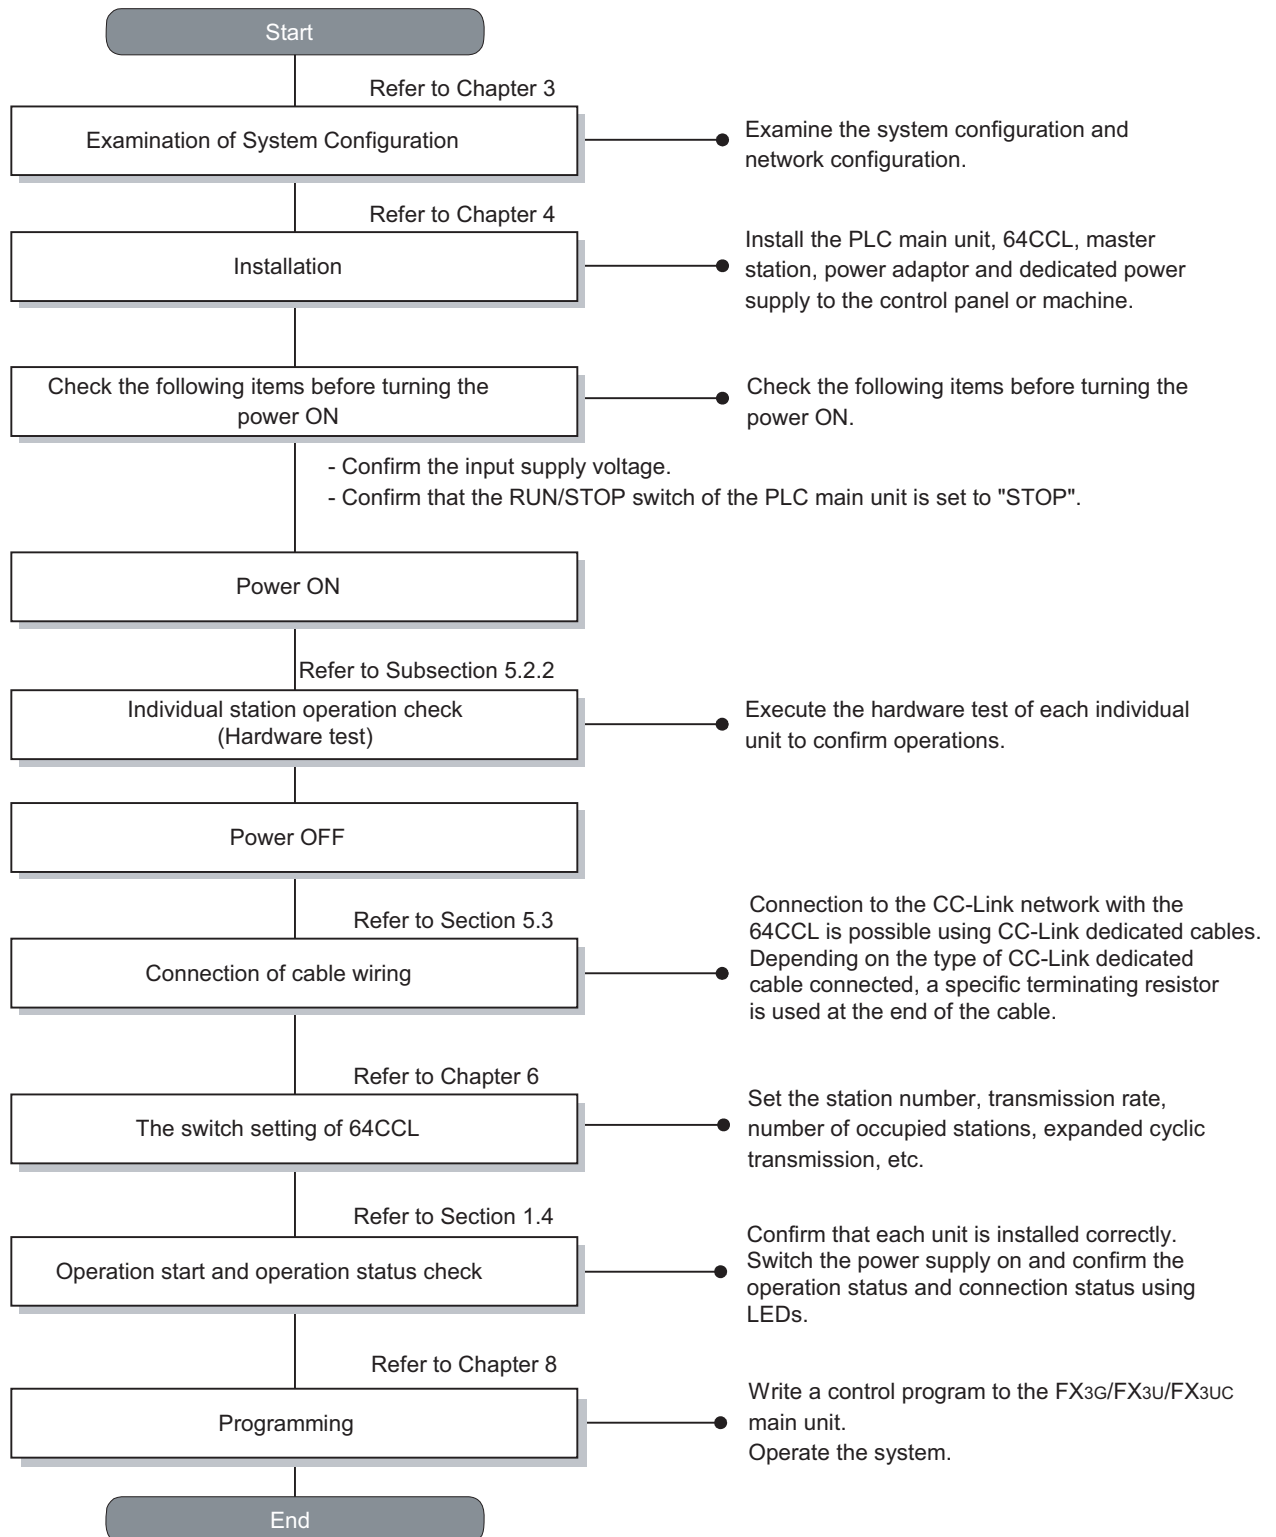 Start
Refer to Chapter 3
Examination of System Configuration
Examine the system configuration and
network configuration.
Refer to Chapter 4
Installation
Install the PLC main unit, 64CCL, master
station, power adaptor and dedicated power
supply to the control panel or machine.
Check the following items before turning the
power ON
Check the following items before turning the
power ON.
- Confirm the input supply voltage.
- Confirm that the RUN/STOP switch of the PLC main unit is set to "STOP".
Power ON
Refer to Subsection 5.2.2
Individual station operation check
(Hardware test)
Execute the hardware test of each individual
unit to confirm operations.
Power OFF
Refer to Section 5.3
Connection of cable wiring
Connection to the CC-Link network with the
64CCL is possible using CC-Link dedicated cables.
Depending on the type of CC-Link dedicated
cable connected, a specific terminating resistor
is used at the end of the cable.
Refer to Chapter 6
The switch setting of 64CCL
Set the station number, transmission rate,
number of occupied stations, expanded cyclic
transmission, etc.
Refer to Section 1.4
Operation start and operation status check
Confirm that each unit is installed correctly.
Switch the power supply on and confirm the
operation status and connection status using
LEDs.
Refer to Chapter 8
Programming
Write a control program to the FX3G/FX3U/FX3UC
main unit.
Operate the system.
End